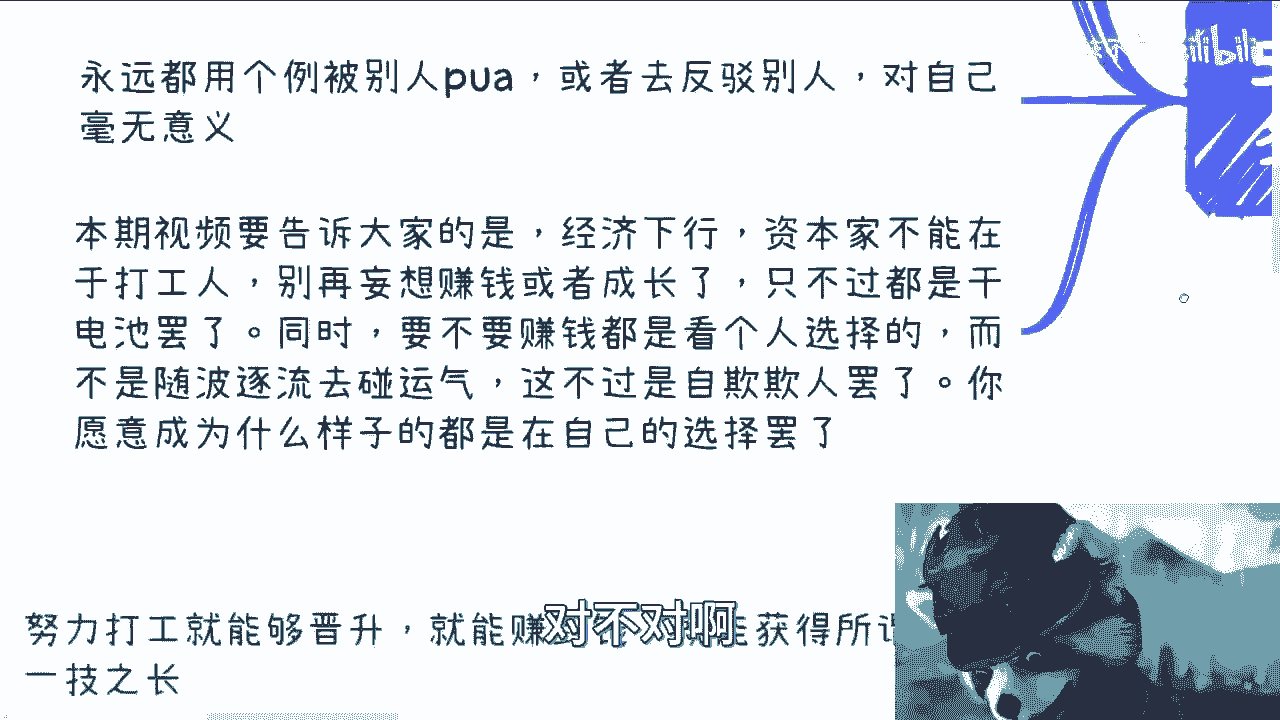 永远都用个例被别人pua，或者去反驳别人，对自己
毫无意义
本期视频要告诉大家的是，经济下行，资本家不能在
于打工人，别再妄想赚钱或者成长了，只不过都是干
电池罢了。同时，要不要赚钱都是看个人选择的，而
不是随波逐流去碰运气，这不过是自欺欺人罢了。你
愿意成为什么样子的都是在自己的选择罢了
努力打工就能够晋升，就能赚 能获得所谓
对不对啊
一技之长